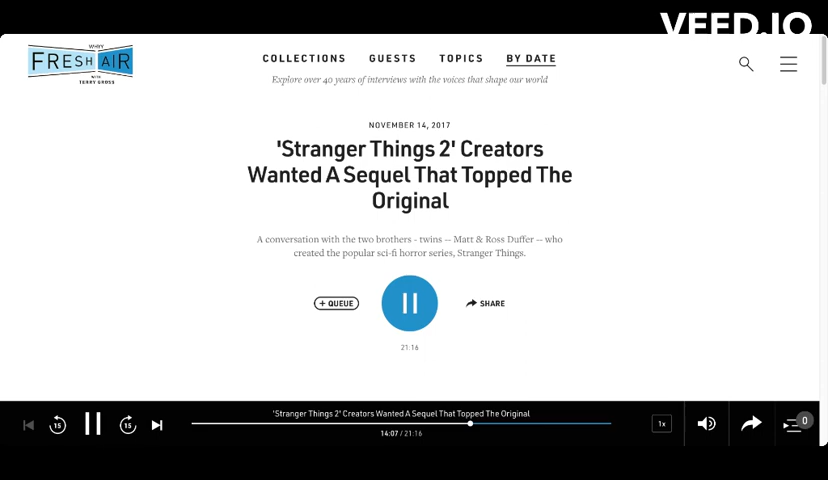 VEED.IO
WHYY
FRESH AIR
WITH
TERRY GROSS
COLLECTIONS GUESTS TOPICS BY DATE
Explore over 40 years of interviews with the voices that shape our world
NOVEMBER 14, 2017
'Stranger Things 2' Creators
Wanted A Sequel That Topped The
Original
A conversation with the two brothers - twins -- Matt & Ross Duffer -- who
created the popular sci-fi horror series, Stranger Things.
+ QUEUE
SHARE
21:16
'Stranger Things 2' Creators Wanted A Sequel That Topped The Original
15
15
1x
0
14:07 / 21:16